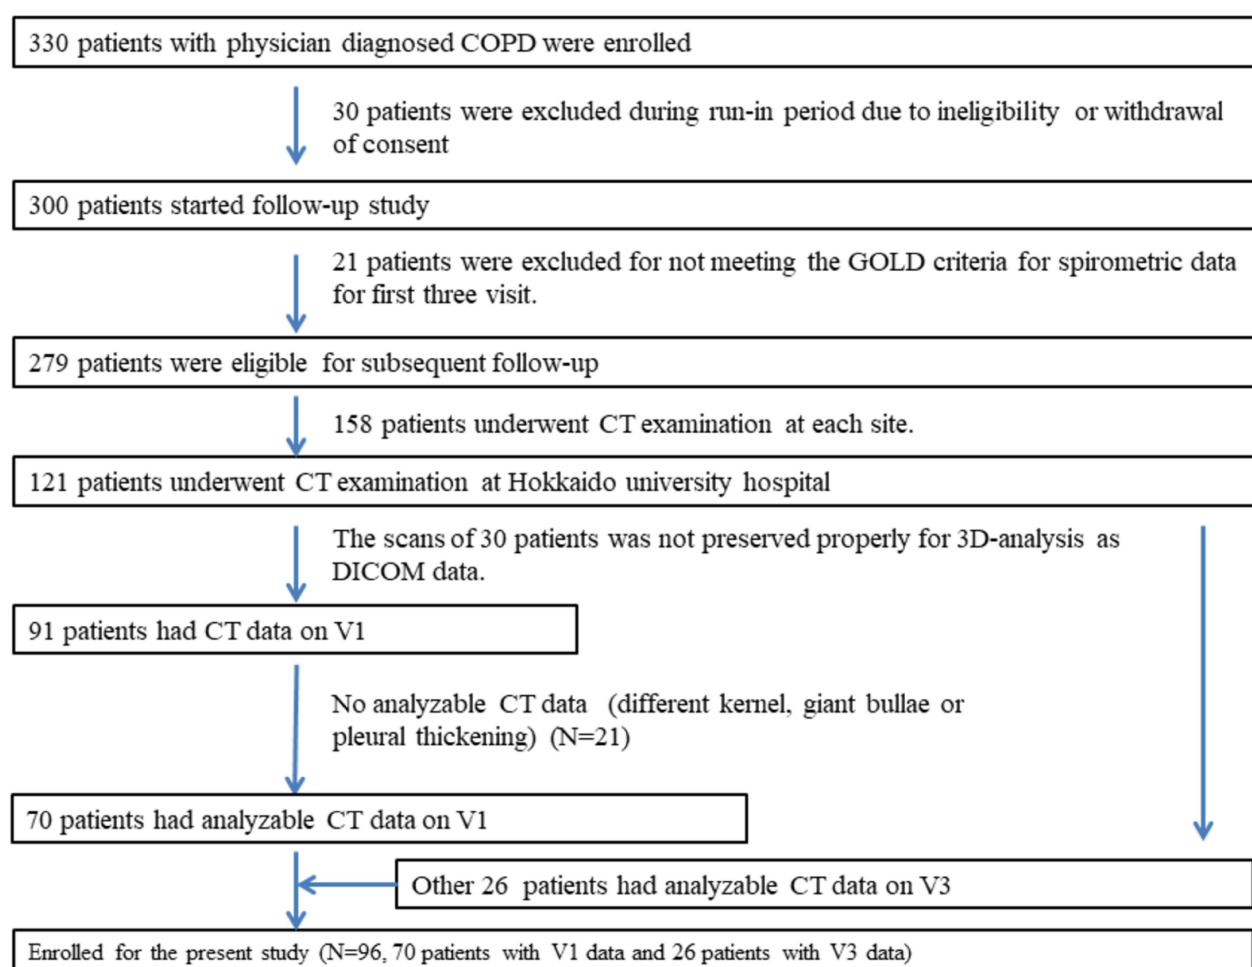 330 patients with physician diagnosed COPD were enrolled
30 patients were excluded during run-in period due to ineligibility or withdrawal
of consent
300 patients started follow-up study
21 patients were excluded for not meeting the GOLD criteria for spirometric data
for first three visit.
279 patients were eligible for subsequent follow-up
158 patients underwent CT examination at each site.
121 patients underwent CT examination at Hokkaido university hospital
The scans of 30 patients was not preserved properly for 3D-analysis as
DICOM data.
91 patients had CT data on V1
No analyzable CT data (different kernel, giant bullae or
pleural thickening) (N=21)
70 patients had analyzable CT data on V1
Other 26 patients had analyzable CT data on V3
Enrolled for the present study (N=96, 70 patients with V1 data and 26 patients with V3 data)